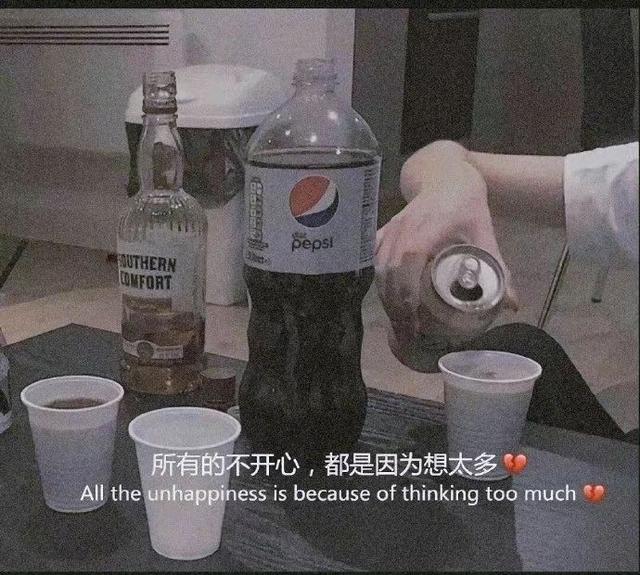 SOUTHERN
COMFORT
diet
pepsi
所有的不开心，都是因为想太多💔
All the unhappiness is because of thinking too much 💔